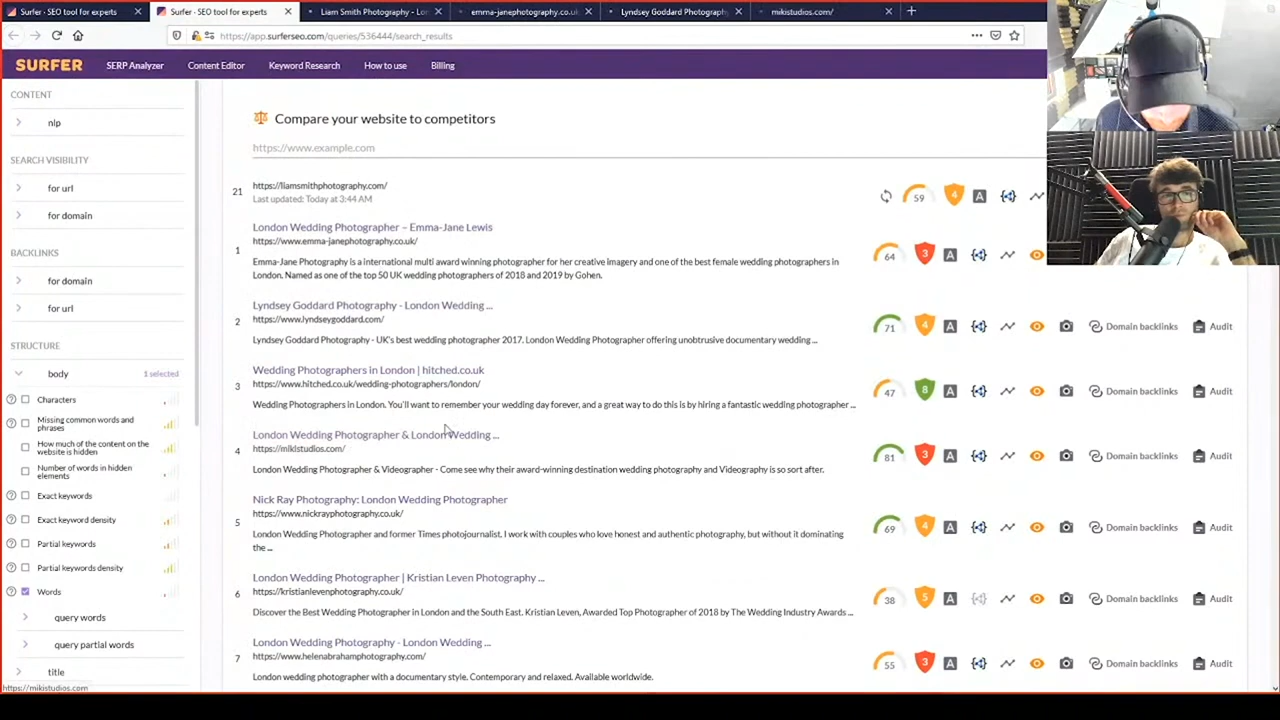 Surfer - SEO tool for experts
Surfer - SEO tool for experts
Liam Smith Photography - Lon
emma-janephotography.co.uk
Lyndsey Goddard Photography
mikistudios.com/
https://app.surferseo.com/queries/536444/search_results
SURFER
SERP Analyzer
Content Editor
Keyword Research
How to use
Billing
CONTENT
nlp
SEARCH VISIBILITY
for url
for domain
BACKLINKS
for domain
for url
STRUCTURE
body
1 selected
Characters
Missing common words and
phrases
How much of the content on the
website is hidden
Number of words in hidden
elements
Exact keywords
Exact keyword density
Partial keywords
Partial keywords density
Words
query words
query partial words
title
https://mikistudios.com
Compare your website to competitors
https://www.example.com
21
https://liamsmithphotography.com/
Last updated: Today at 3:44 AM
59
4
A
1
London Wedding Photographer – Emma-Jane Lewis
https://www.emma-janephotography.co.uk/
Emma-Jane Photography is a international multi award winning photographer for her creative imagery and one of the best female wedding photographers in
London. Named as one of the top 50 UK wedding photographers of 2018 and 2019 by Gohen.
64
3
A
2
Lyndsey Goddard Photography - London Wedding ...
https://www.lyndseygoddard.com/
Lyndsey Goddard Photography - UK's best wedding photographer 2017. London Wedding Photographer offering unobtrusive documentary wedding ...
71
4
A
Domain backlinks
Audit
3
Wedding Photographers in London | hitched.co.uk
https://www.hitched.co.uk/wedding-photographers/london/
Wedding Photographers in London. You'll want to remember your wedding day forever, and a great way to do this is by hiring a fantastic wedding photographer ...
47
8
A
Domain backlinks
Audit
4
London Wedding Photographer & London Wedding ...
https://mikistudios.com/
London Wedding Photographer & Videographer - Come see why their award-winning destination wedding photography and Videography is so sort after.
81
3
A
Domain backlinks
Audit
5
Nick Ray Photography: London Wedding Photographer
https://www.nickrayphotography.co.uk/
London Wedding Photographer and former Times photojournalist. I work with couples who love honest and authentic photography, but without it dominating
the ...
69
4
A
Domain backlinks
Audit
6
London Wedding Photographer | Kristian Leven Photography ...
https://kristianlevenphotography.co.uk/
Discover the Best Wedding Photographer in London and the South East. Kristian Leven, Awarded Top Photographer of 2018 by The Wedding Industry Awards ...
38
5
A
Domain backlinks
Audit
7
London Wedding Photography - London Wedding ...
https://www.helenabrahamphotography.com/
London wedding photographer with a documentary style. Contemporary and relaxed. Available worldwide.
55
3
A
Domain backlinks
Audit